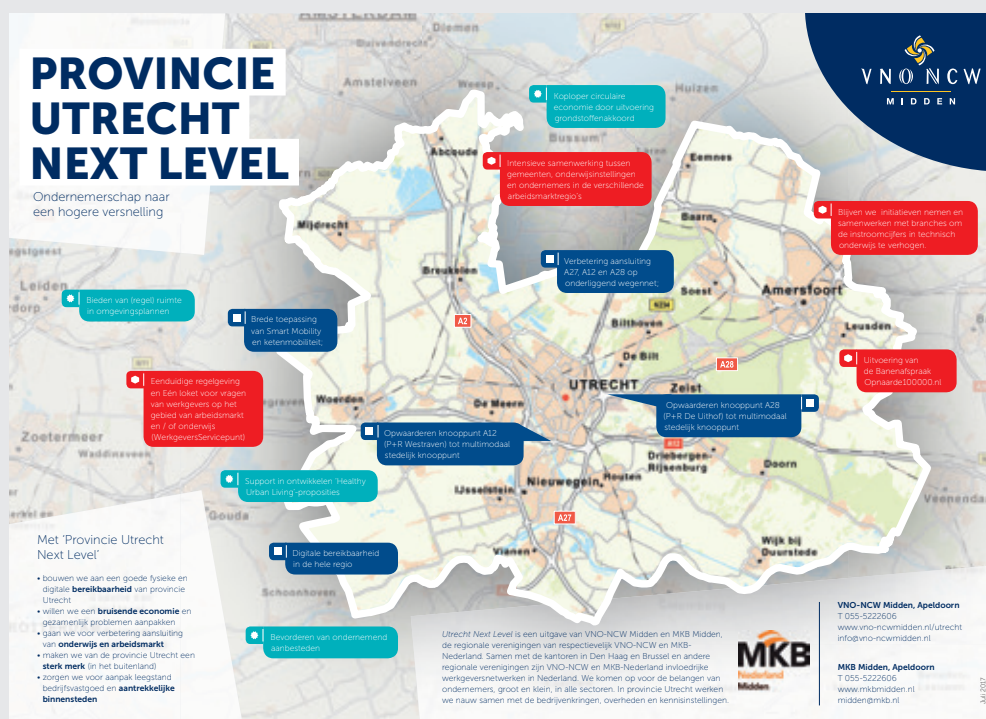 PROVINCIE
UTRECHT
NEXT LEVEL
Ondernemerschap naar
een hogere versnelling
VNO NCW
MIDDEN
AMSTERDAM
Diemen
Duivendrecht
Amstelveen
Weesp
Huizen
Bussum
Koploper circulaire
economie door uitvoering
grondstoffenakkoord
Abcoude
Intensieve samenwerking tussen
gemeenten, onderwijsinstellingen
en ondernemers in de verschillende
arbeidsmarktregio's
Eemnes
Mijdrecht
Baarn
Blijven we initiatieven nemen en
samenwerken met branches om
de instroomcijfers in technisch
onderwijs te verhogen.
Breukelen
Verbetering aansluiting
A27, A12 en A28 op
onderliggend wegennet;
Leiden
Soest
Amersfoort
Bieden van (regel) ruimte
in omgevingsplannen
N234
Brede toepassing
van Smart Mobility
en ketenmobiliteit;
A2
Bilthoven
Leusden
De Bilt
A28
Uitvoering van
de Banenafspraak
Opnaarde100000.nl
Eenduidige regelgeving
en Eén loket voor vragen
van werkgevers op het
gebied van arbeidsmarkt
en / of onderwijs
(WerkgeversServicepunt)
UTRECHT
Zeist
Woerden
De Meern
Opwaarderen knooppunt A28
(P+R De Uithof) tot multimodaal
stedelijk knooppunt
Zoetermeer
Waddinxveen
Opwaarderen knooppunt A12
(P+R Westraven) tot multimodaal
stedelijk knooppunt
A12
Driebergen-
Rijsenburg
Doorn
Support in ontwikkelen 'Healthy
Urban Living'-proposities
IJsselstein
Nieuwegein
Houten
Gouda
A27
Vianen
Wijk bij
Duurstede
Digitale bereikbaarheid
in de hele regio
Schoonhoven
Bevorderen van ondernemend
aanbesteden
Met 'Provincie Utrecht
Next Level'
• bouwen we aan een goede fysieke en
digitale bereikbaarheid van provincie
Utrecht
• willen we een bruisende economie en
gezamenlijk problemen aanpakken
• gaan we voor verbetering aansluiting
van onderwijs en arbeidsmarkt
• maken we van de provincie Utrecht een
sterk merk (in het buitenland)
• zorgen we voor aanpak leegstand
bedrijfsvastgoed en aantrekkelijke
binnensteden
Utrecht Next Level is een uitgave van VNO-NCW Midden en MKB Midden,
de regionale verenigingen van respectievelijk VNO-NCW en MKB-
Nederland. Samen met de kantoren in Den Haag en Brussel en andere
regionale verenigingen zijn VNO-NCW en MKB-Nederland invloedrijke
werkgeversnetwerken in Nederland. We komen op voor de belangen van
ondernemers, groot en klein, in alle sectoren. In provincie Utrecht werken
we nauw samen met de bedrijvenkringen, overheden en kennisinstellingen.
MKB
Nederland
Midden
VNO-NCW Midden, Apeldoorn
T 055-5222606
www.vno-ncwmidden.nl/utrecht
info@vno-ncwmidden.nl
MKB Midden, Apeldoorn
T 055-5222606
www.mkbmidden.nl
midden@mkb.nl
Juli 2017